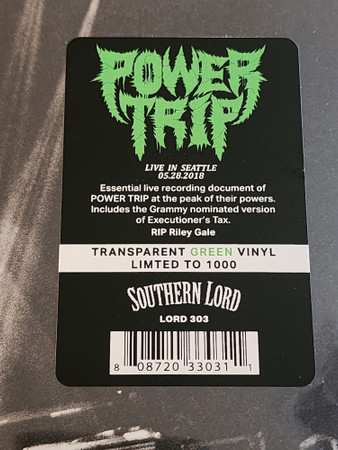 POWER
TRIP
LIVE IN SEATTLE
05.28.2018
Essential live recording document of
POWER TRIP at the peak of their powers.
Includes the Grammy nominated version
of Executioner's Tax.
RIP Riley Gale
TRANSPARENT GREEN VINYL
LIMTED TO 1000
SOUTHERN LORD
LORD 303
8 08720 33031 1